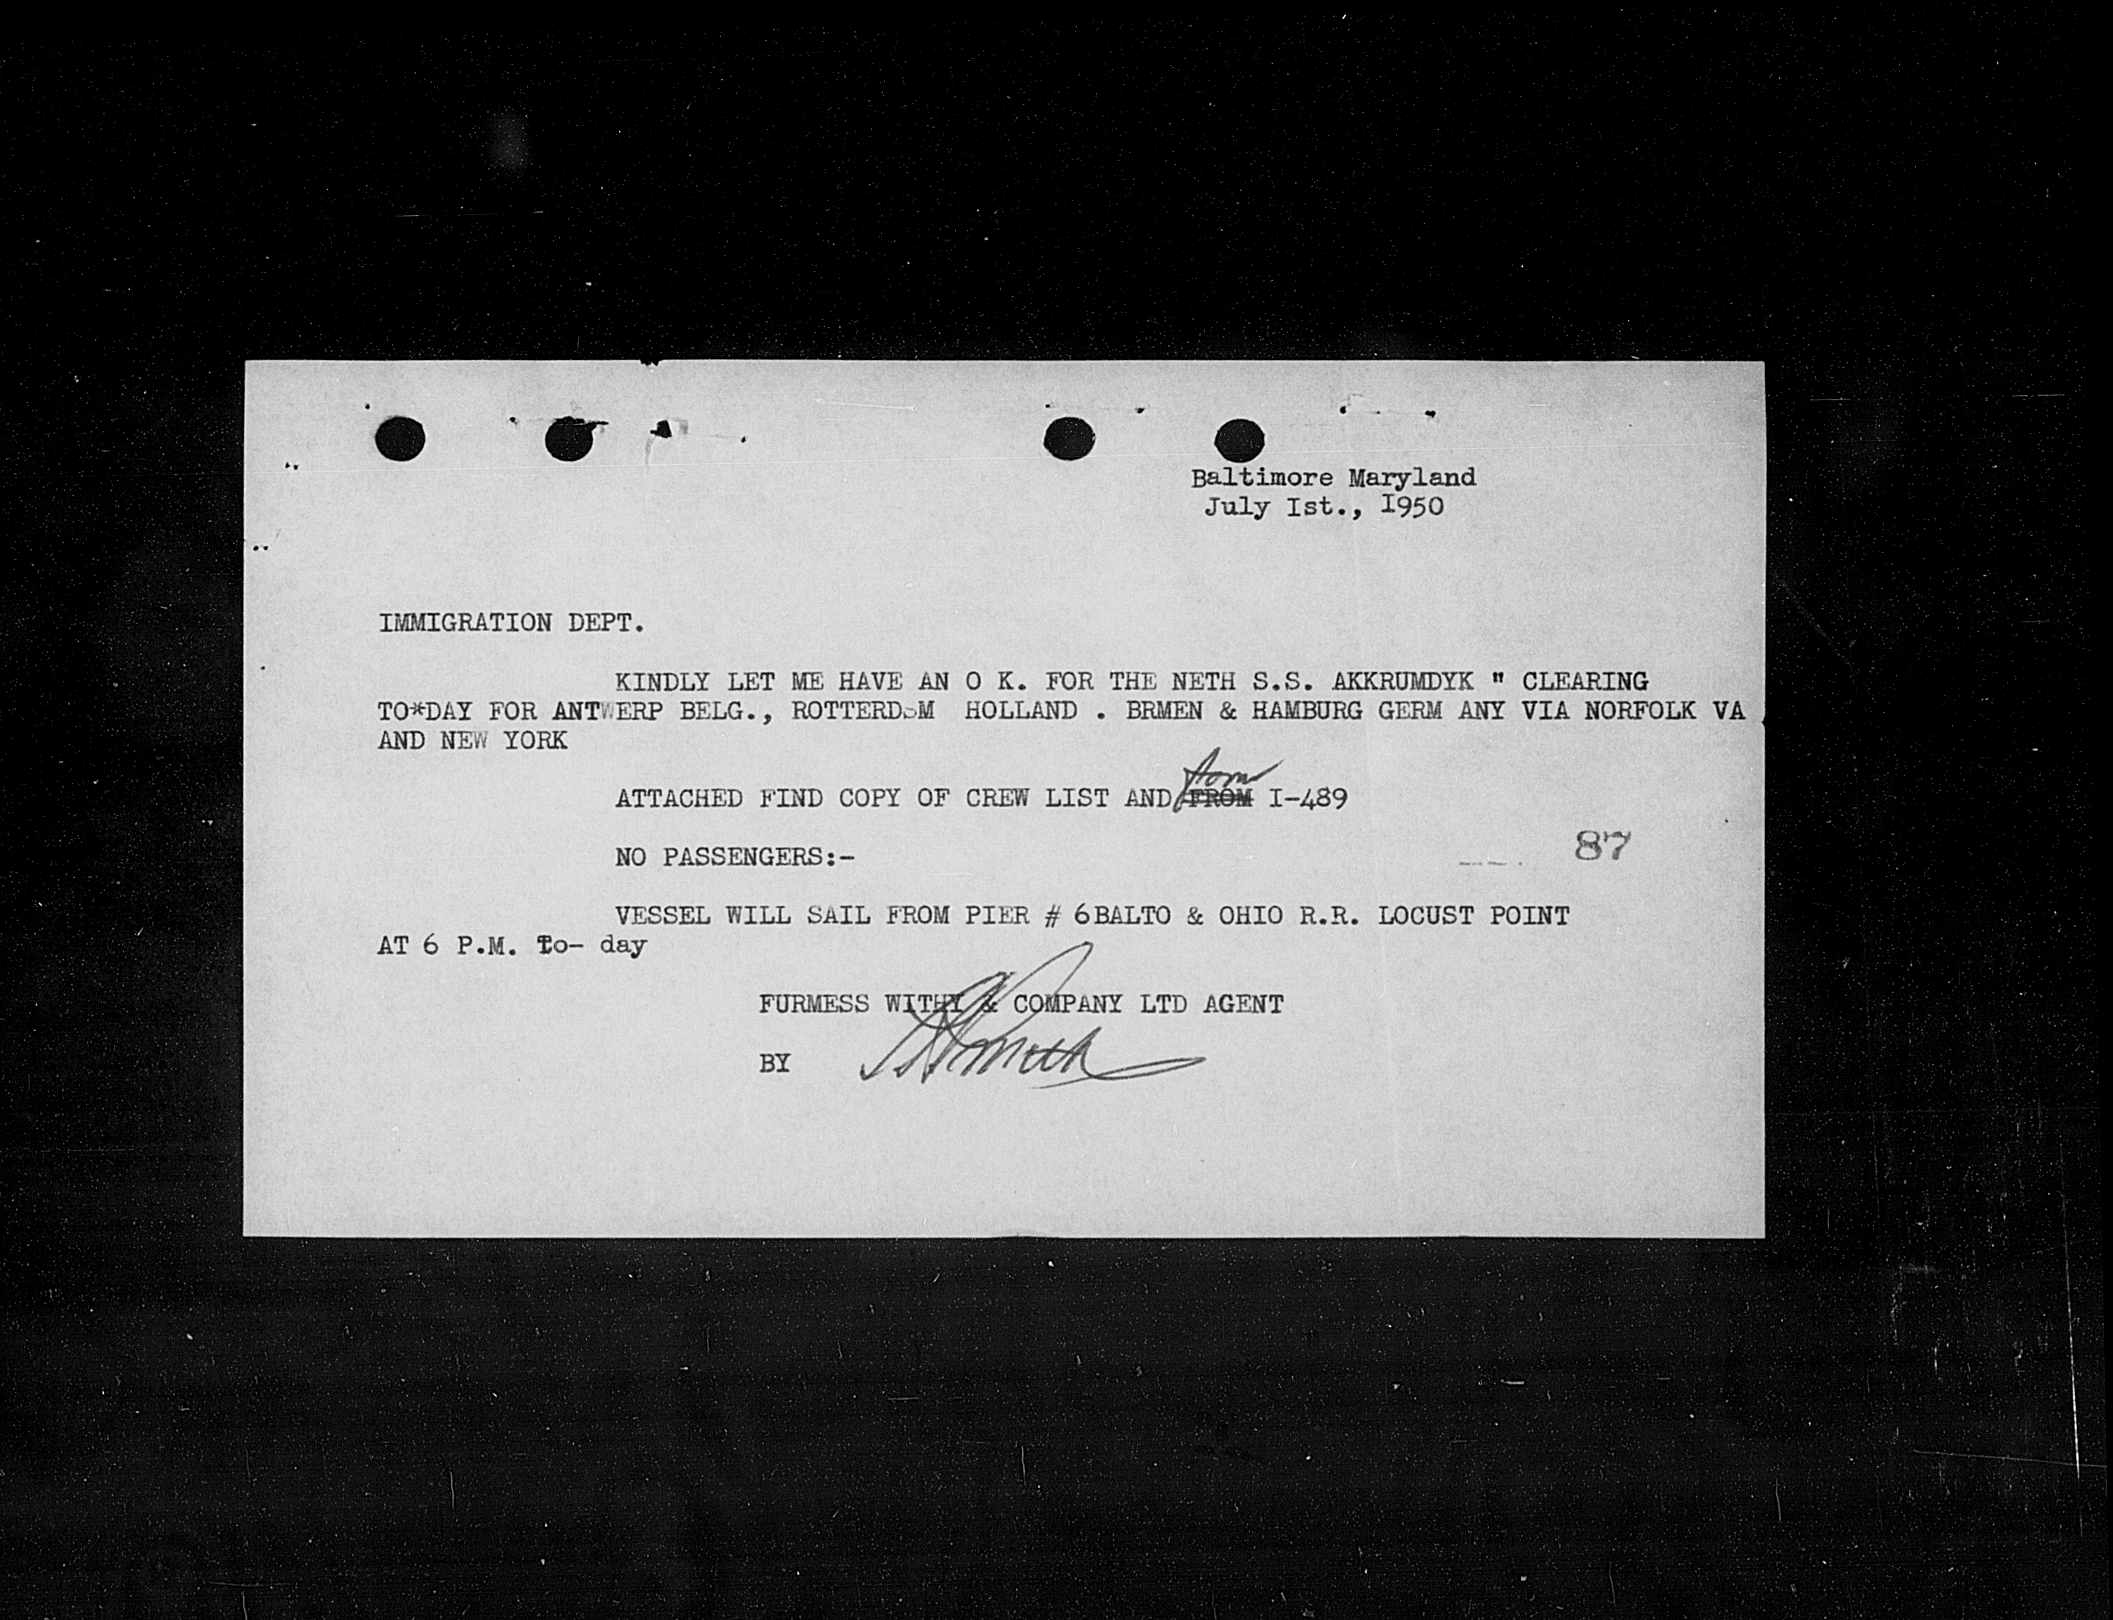 Baltimore Maryland
July Ist., I950
IMMIGRATION DEPT.
KINDLY LET ME HAVE AN O K. FOR THE NETH S.S. AKKRUMDYK " CLEARING
TO*DAY FOR ANTWERP BELG., ROTTERDAM HOLLAND . BRMEN & HAMBURG GERM ANY VIA NORFOLK VA
AND NEW YORK
form
ATTACHED FIND COPY OF CREW LIST AND FROM I-489
87
NO PASSENGERS:-
VESSEL WILL SAIL FROM PIER # 6BALTO & OHIO R.R. LOCUST POINT
AT 6 P.M. to- day
FURMESS WITHY & COMPANY LTD AGENT
BY